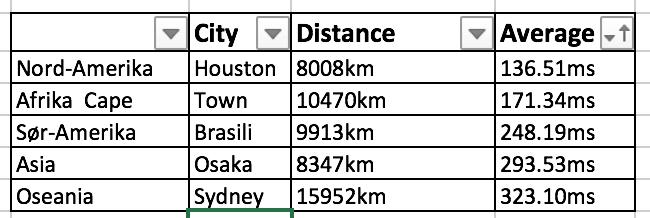 City Distance Average
Nord-Amerika Houston 8008km 136.51ms
Afrika Cape Town 10470km 171.34ms
Sør-Amerika Brasili 9913km 248.19ms
Asia Osaka 8347km 293.53ms
Oseania Sydney 15952km 323.10ms